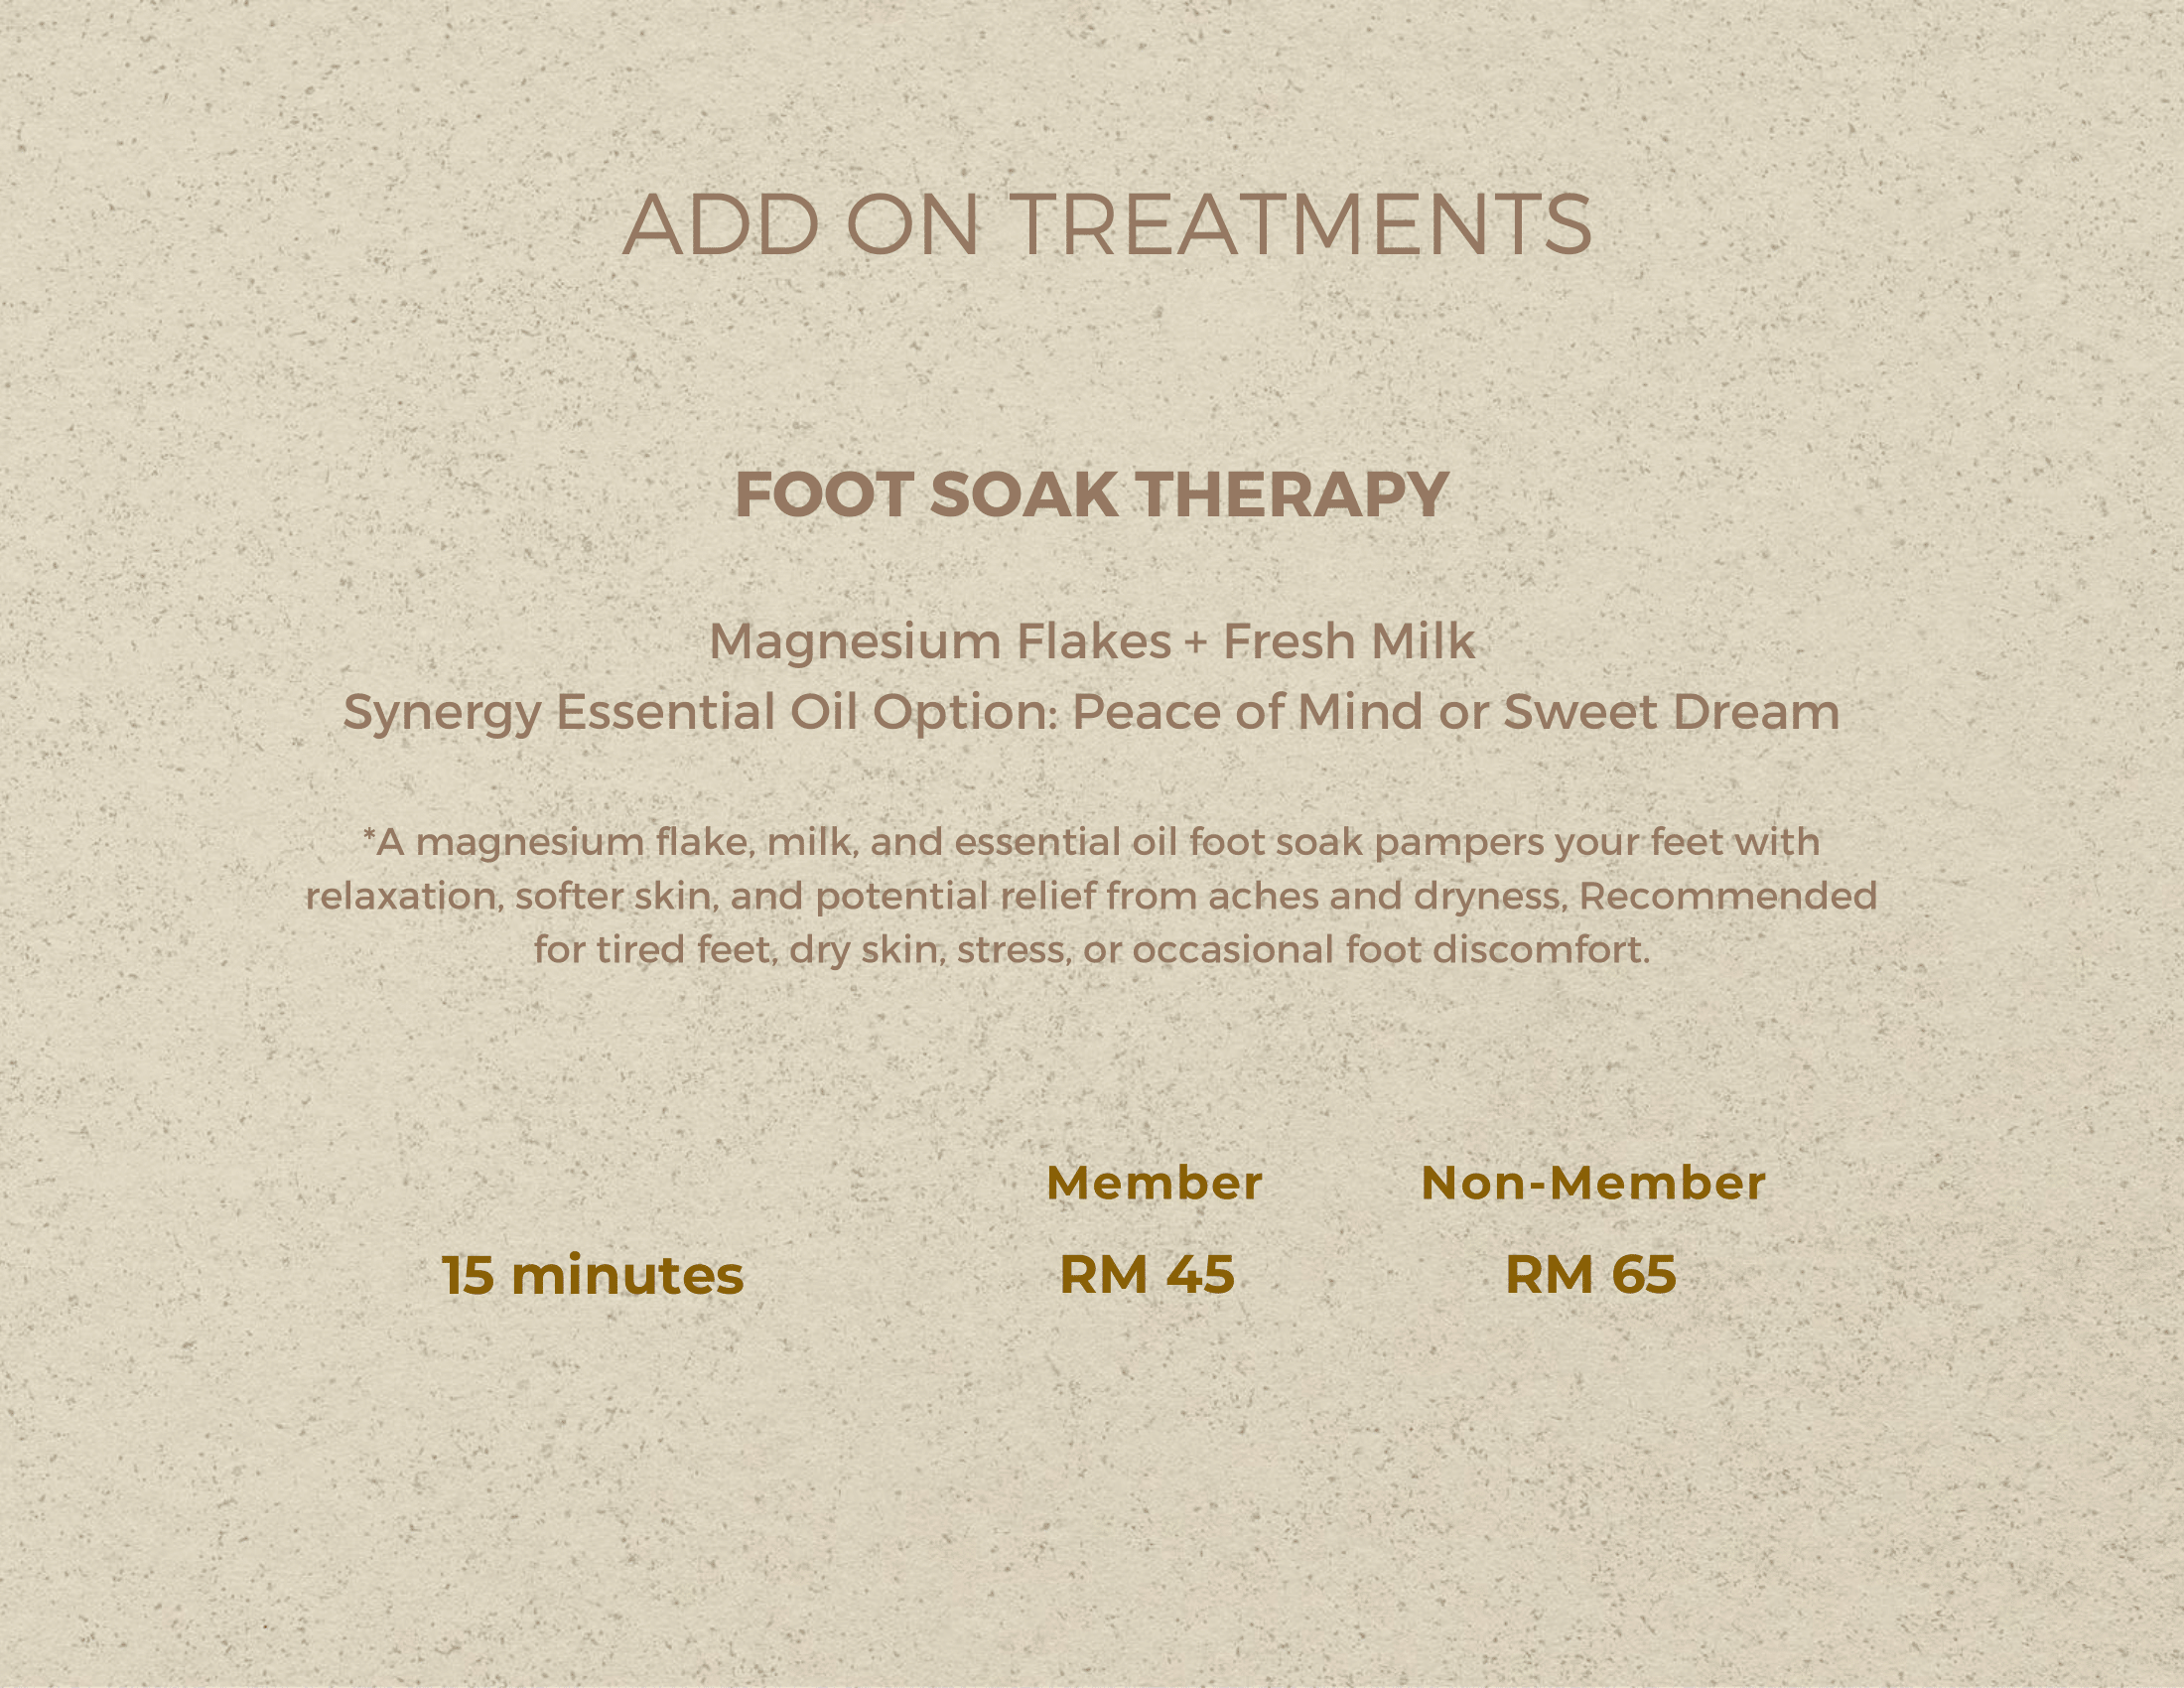 ADD ON TREATMENTS
FOOT SOAK THERAPY
Magnesium Flakes + Fresh Milk
Synergy Essential Oil Option: Peace of Mind or Sweet Dream
*A magnesium flake, milk, and essential oil foot soak pampers your feet with
relaxation, softer skin, and potential relief from aches and dryness, Recommended
for tired feet, dry skin, stress, or occasional foot discomfort.
Member Non-Member
15 minutes RM 45 RM 65